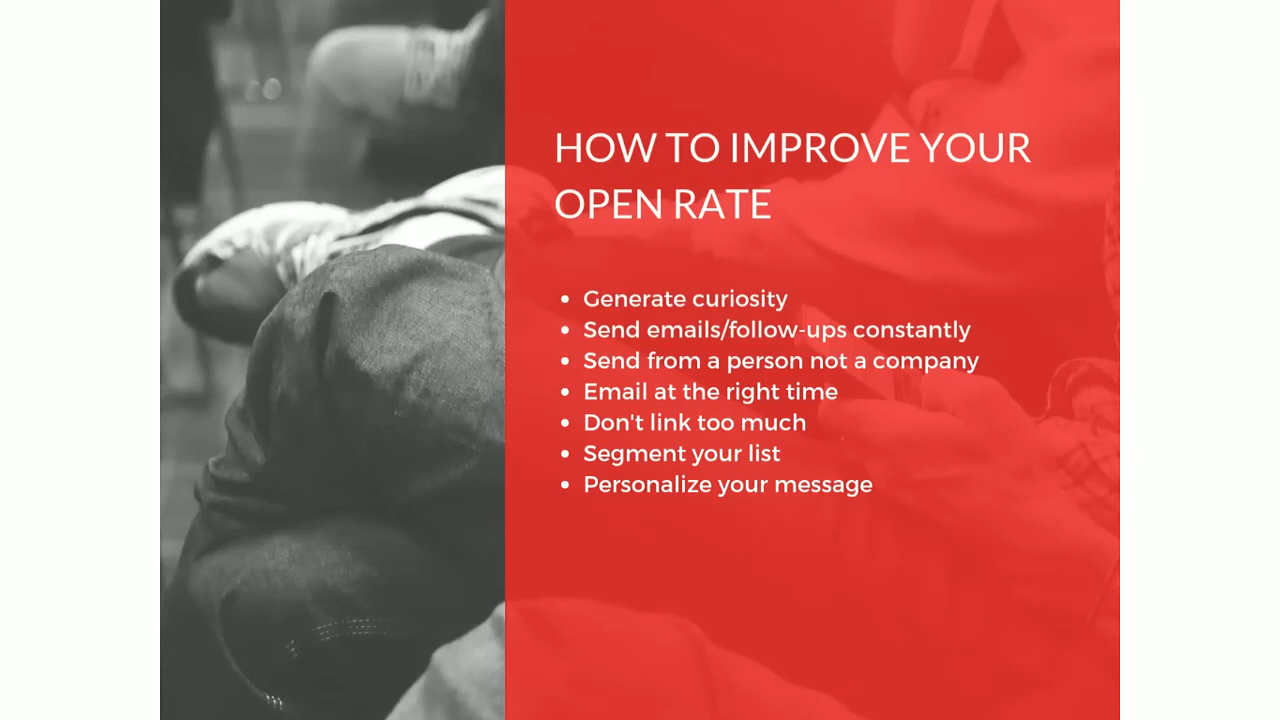 HOW TO IMPROVE YOUR
OPEN RATE
• Generate curiosity
• Send emails/follow-ups constantly
• Send from a person not a company
• Email at the right time
• Don't link too much
• Segment your list
• Personalize your message